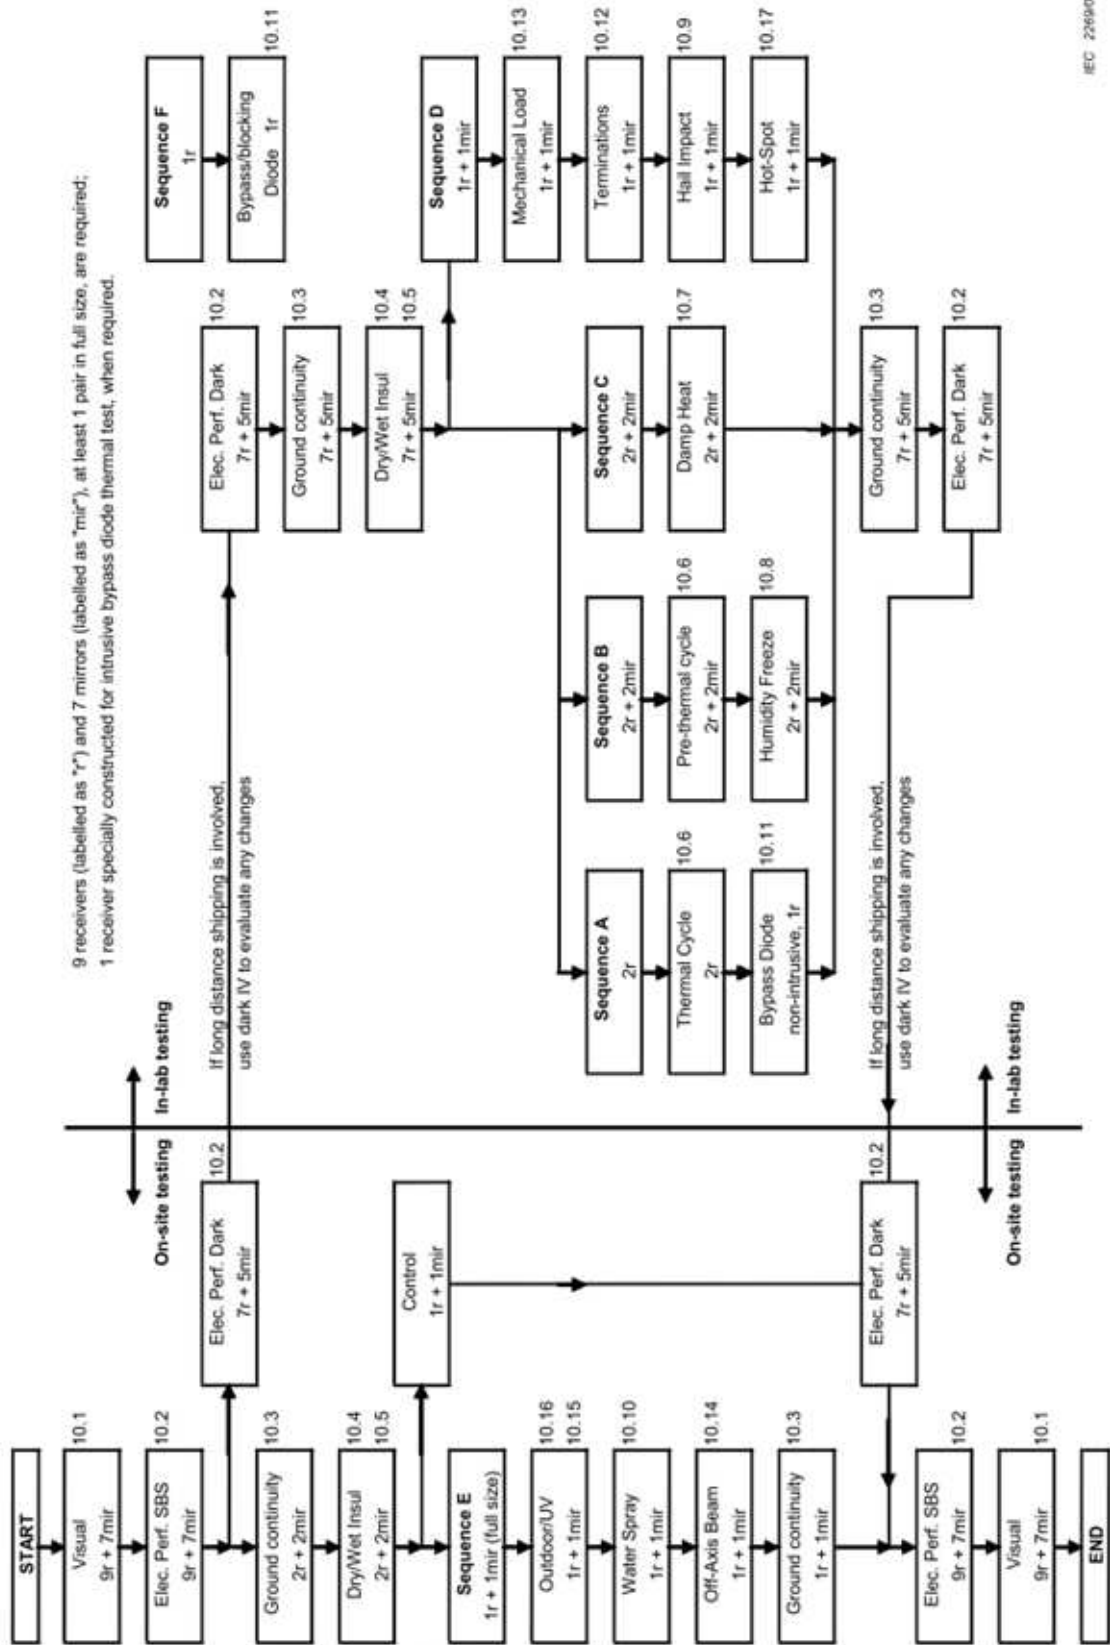 9 receivers (labelled as "r") and 7 mirrors (labelled as "mir"), at least 1 pair in full size, are required;
1 receiver specially constructed for intrusive bypass diode thermal test, when required.
START
Visual
9r + 7mir
10.1
Elec. Perf. SBS
9r + 7mir
10.2
Ground continuity
2r + 2mir
10.3
Dry/Wet Insul
2r + 2mir
10.4
10.5
Sequence E
1r + 1mir (full size)
Outdoor/UV
1r + 1mir
10.16
10.15
Water Spray
1r + 1mir
10.10
Off-Axis Beam
1r + 1mir
10.14
Ground continuity
1r + 1mir
10.3
Elec. Perf. SBS
9r + 7mir
10.2
Visual
9r + 7mir
10.1
END
On-site testing
In-lab testing
Elec. Perf. Dark
7r + 5mir
10.2
Control
1r + 1mir
Elec. Perf. Dark
7r + 5mir
10.2
On-site testing
In-lab testing
If long distance shipping is involved,
use dark IV to evaluate any changes
Elec. Perf. Dark
7r + 5mir
10.2
Ground continuity
7r + 5mir
10.3
Dry/Wet Insul
7r + 5mir
10.4
10.5
Sequence A
2r
Thermal Cycle
2r
10.6
Bypass Diode
non-intrusive, 1r
10.11
Sequence B
2r + 2mir
Pre-thermal cycle
2r + 2mir
10.6
Humidity Freeze
2r + 2mir
10.8
Sequence C
2r + 2mir
Damp Heat
2r + 2mir
10.7
Sequence D
1r + 1mir
Mechanical Load
1r + 1mir
10.13
Terminations
1r + 1mir
10.12
Hail Impact
1r + 1mir
10.9
Hot-Spot
1r + 1mir
10.17
Sequence F
1r
Bypass/blocking
Diode 1r
10.11
Ground continuity
7r + 5mir
10.3
Elec. Perf. Dark
7r + 5mir
10.2
If long distance shipping is involved,
use dark IV to evaluate any changes
IEC